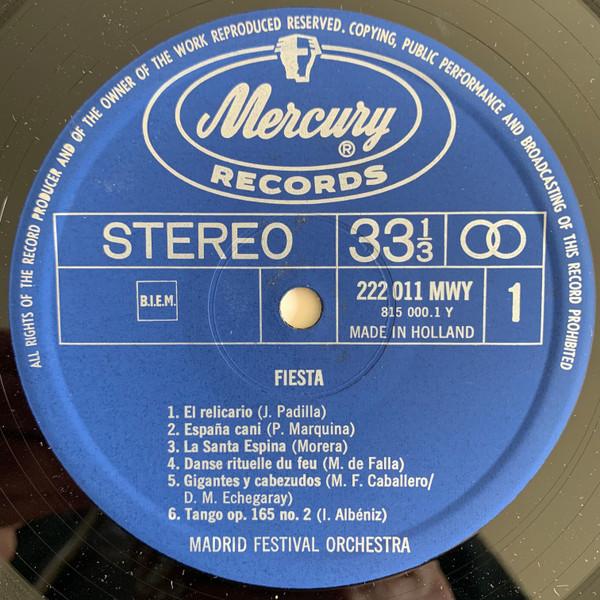 ALL RIGHTS OF THE RECORD PRODUCER AND OF THE OWNER OF THE WORK REPRODUCED RESERVED. COPYING, PUBLIC PERFORMANCE AND BROADCASTING OF THIS RECORD PROHIBITED
Mercury ®
RECORDS
STEREO 33 1/3
B.I.E.M. 222 011 MWY 1
815 000.1 Y
MADE IN HOLLAND
FIESTA
1. El relicario (J. Padilla)
2. España cani (P. Marquina)
3. La Santa Espina (Morera)
4. Danse rituelle du feu (M. de Falla)
5. Gigantes y cabezudos (M. F. Caballero/
D. M. Echegaray)
6. Tango op. 165 no. 2 (I. Albéniz)
MADRID FESTIVAL ORCHESTRA